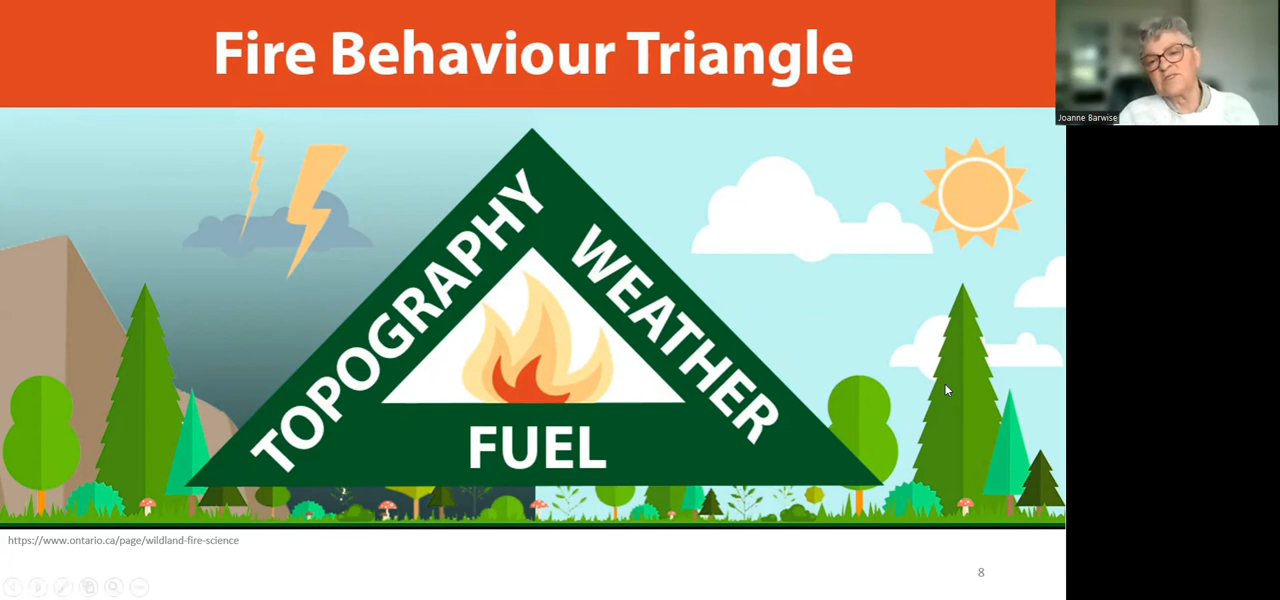 Fire Behaviour Triangle
Joanne Barwise
TOPOGRAPHY
WEATHER
FUEL
https://www.ontario.ca/page/wildland-fire-science
8